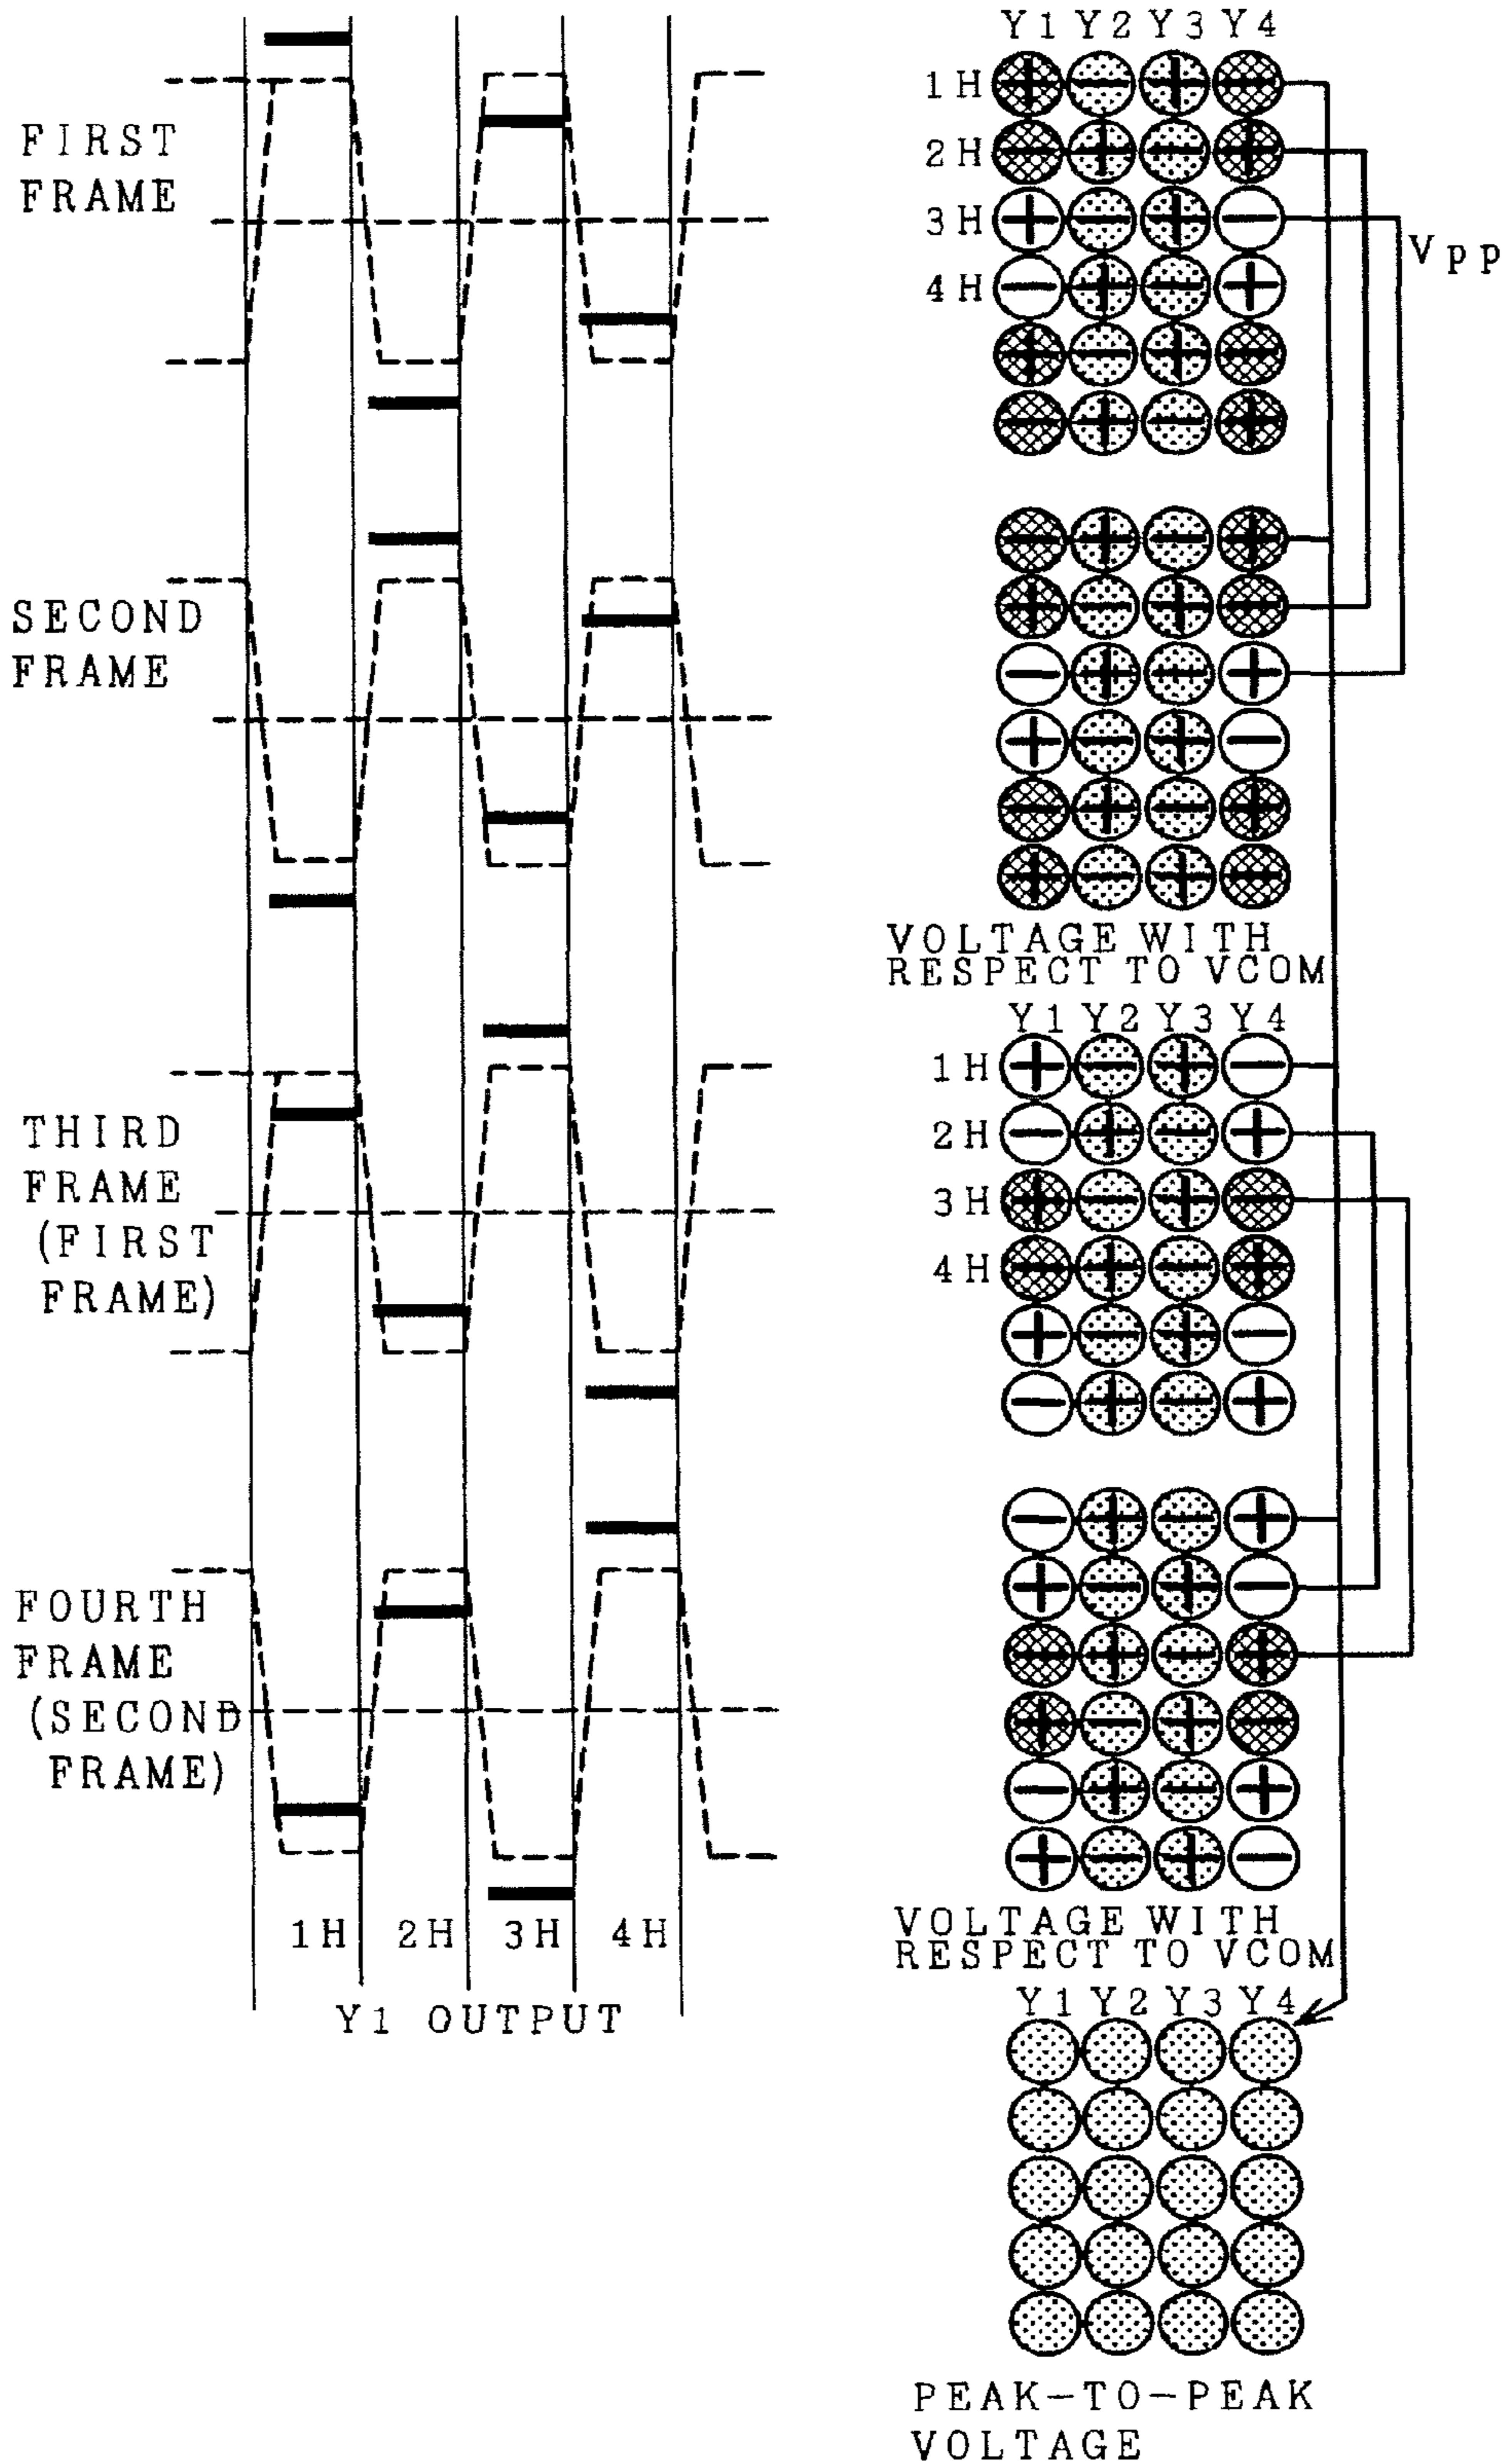 FIRST
FRAME
SECOND
FRAME
THIRD
FRAME
(FIRST
FRAME)
FOURTH
FRAME
(SECOND
FRAME)
1H 2H 3H 4H
Y1 OUTPUT
Y1 Y2 Y3 Y4
1H
2H
3H
4H
Vpp
VOLTAGE WITH
RESPECT TO VCOM
Y1 Y2 Y3 Y4
1H
2H
3H
4H
VOLTAGE WITH
RESPECT TO VCOM
Y1 Y2 Y3 Y4
PEAK-TO-PEAK
VOLTAGE